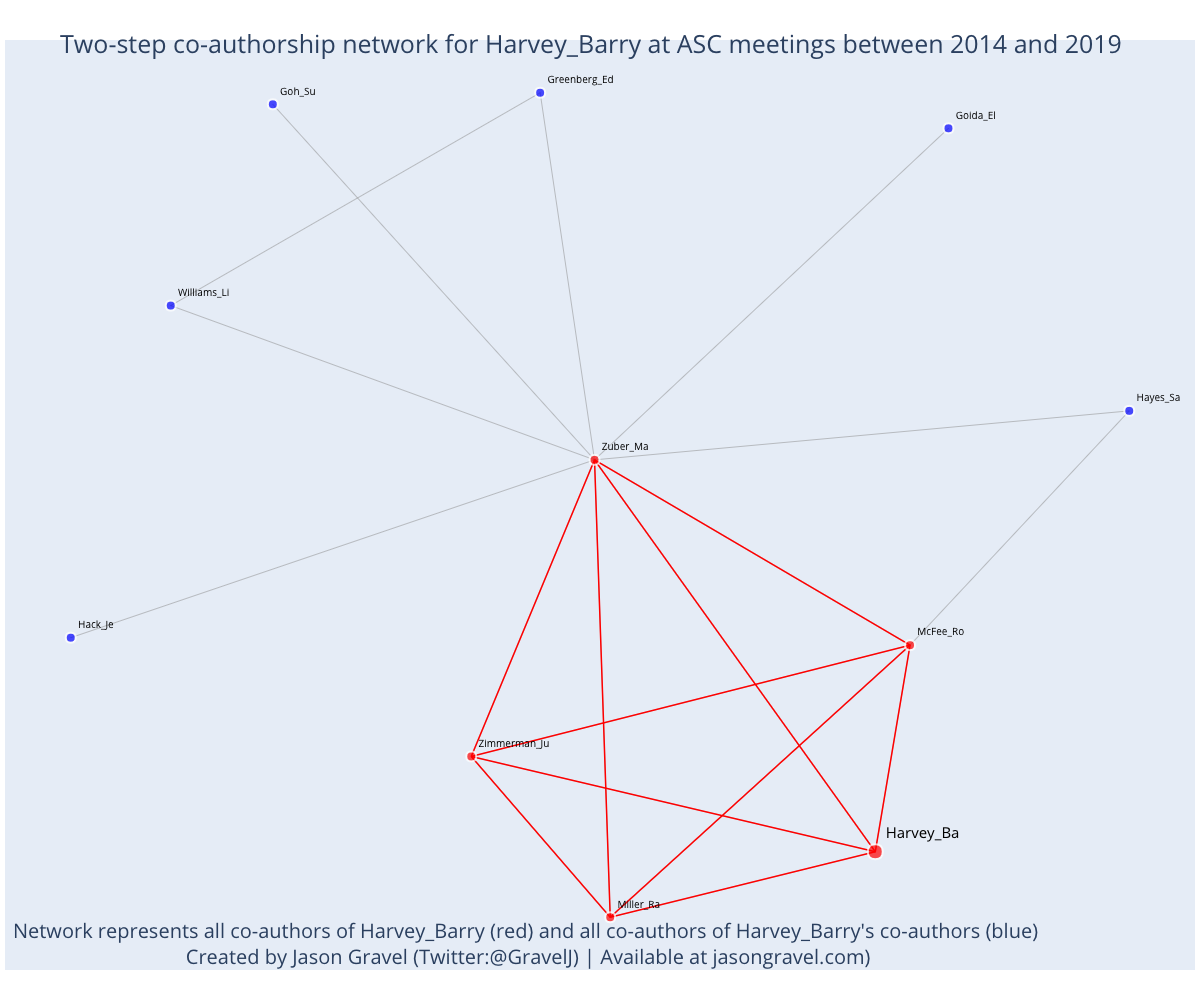 Two-step co-authorship network for Harvey_Barry at ASC meetings between 2014 and 2019
Greenberg_Ed
Goh_Su
Goida_El
Williams_Li
Hayes_Sa
Zuber_Ma
Hack_Je
McFee_Ro
Zimmerman_Ju
Harvey_Ba
Miller_Ra
Network represents all co-authors of Harvey_Barry (red) and all co-authors of Harvey_Barry's co-authors (blue)
Created by Jason Gravel (Twitter:@GravelJ) | Available at jasongravel.com)